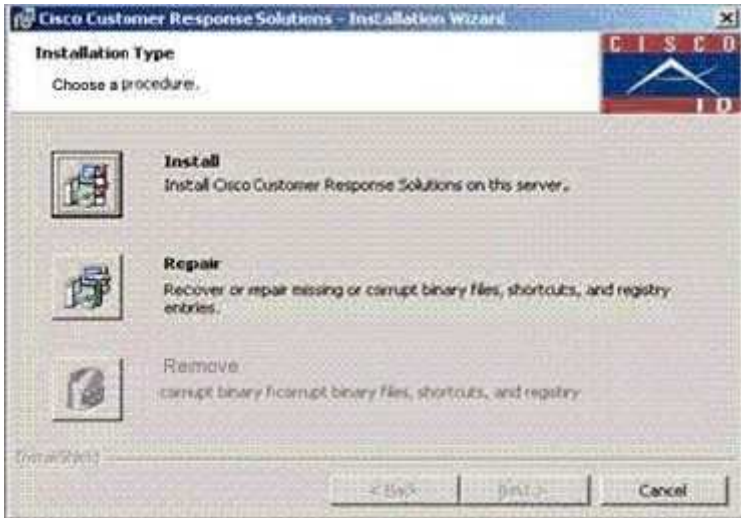 Cisco Customer Response Solutions - Installation Wizard
CISCO
Installation Type
Choose a procedure.
ID
Install
Install Cisco Customer Response Solutions on this server.
Repair
Recover or repair missing or corrupt binary files, shortcuts, and registry
entries.
Remove
corrupt binary ficorrupt binary files, shortcuts, and registry
InstallShield
< Back
Next >
Cancel